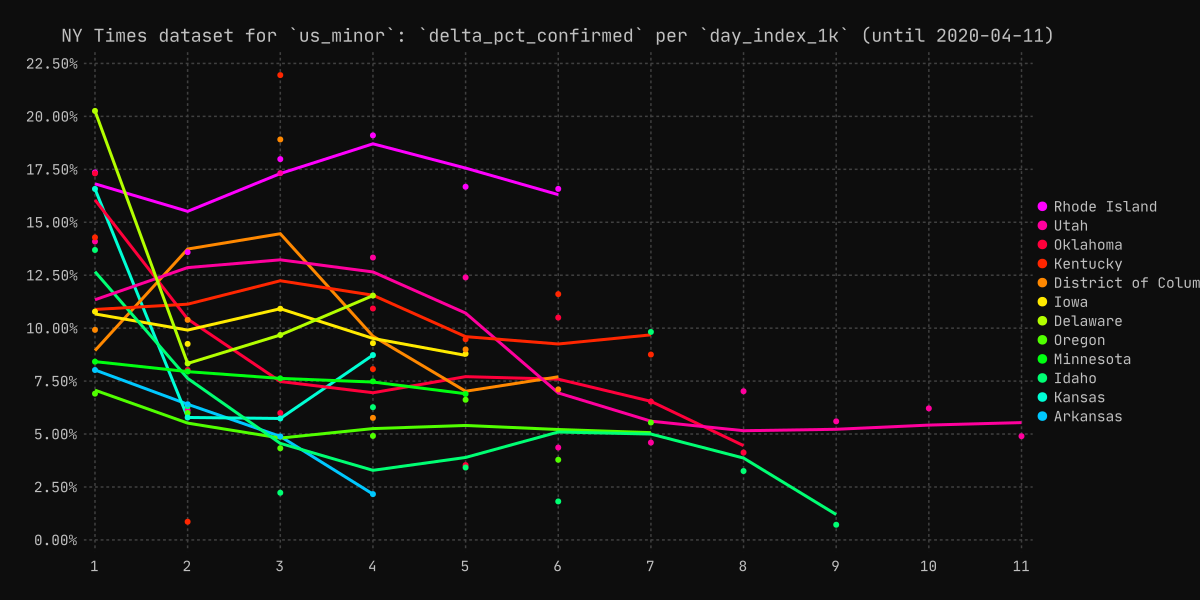 NY Times dataset for `us_minor`: `delta_pct_confirmed` per `day_index_1k` (until 2020-04-11)
22.50%
20.00%
17.50%
15.00%
12.50%
10.00%
7.50%
5.00%
2.50%
0.00%
1 2 3 4 5 6 7 8 9 10 11
Rhode Island
Utah
Oklahoma
Kentucky
District of Colum
Iowa
Delaware
Oregon
Minnesota
Idaho
Kansas
Arkansas